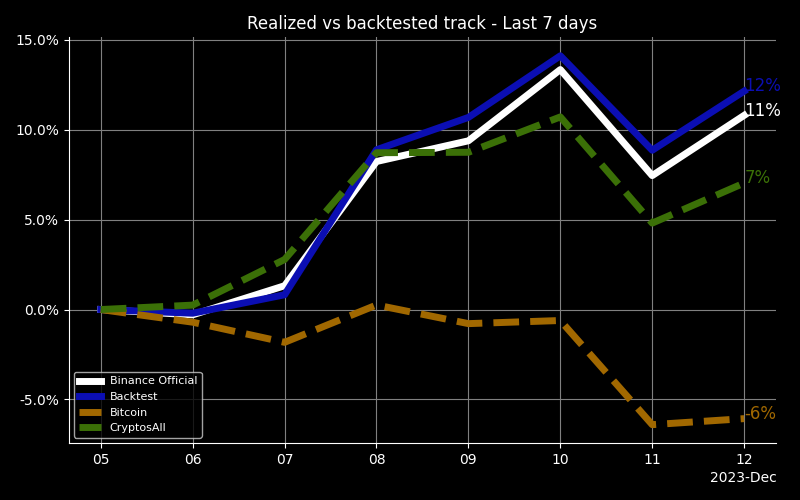 Realized vs backtested track - Last 7 days
15.0%
10.0%
5.0%
0.0%
-5.0%
12%
11%
7%
-6%
Binance Official
Backtest
Bitcoin
CryptosAll
05 06 07 08 09 10 11 12
2023-Dec